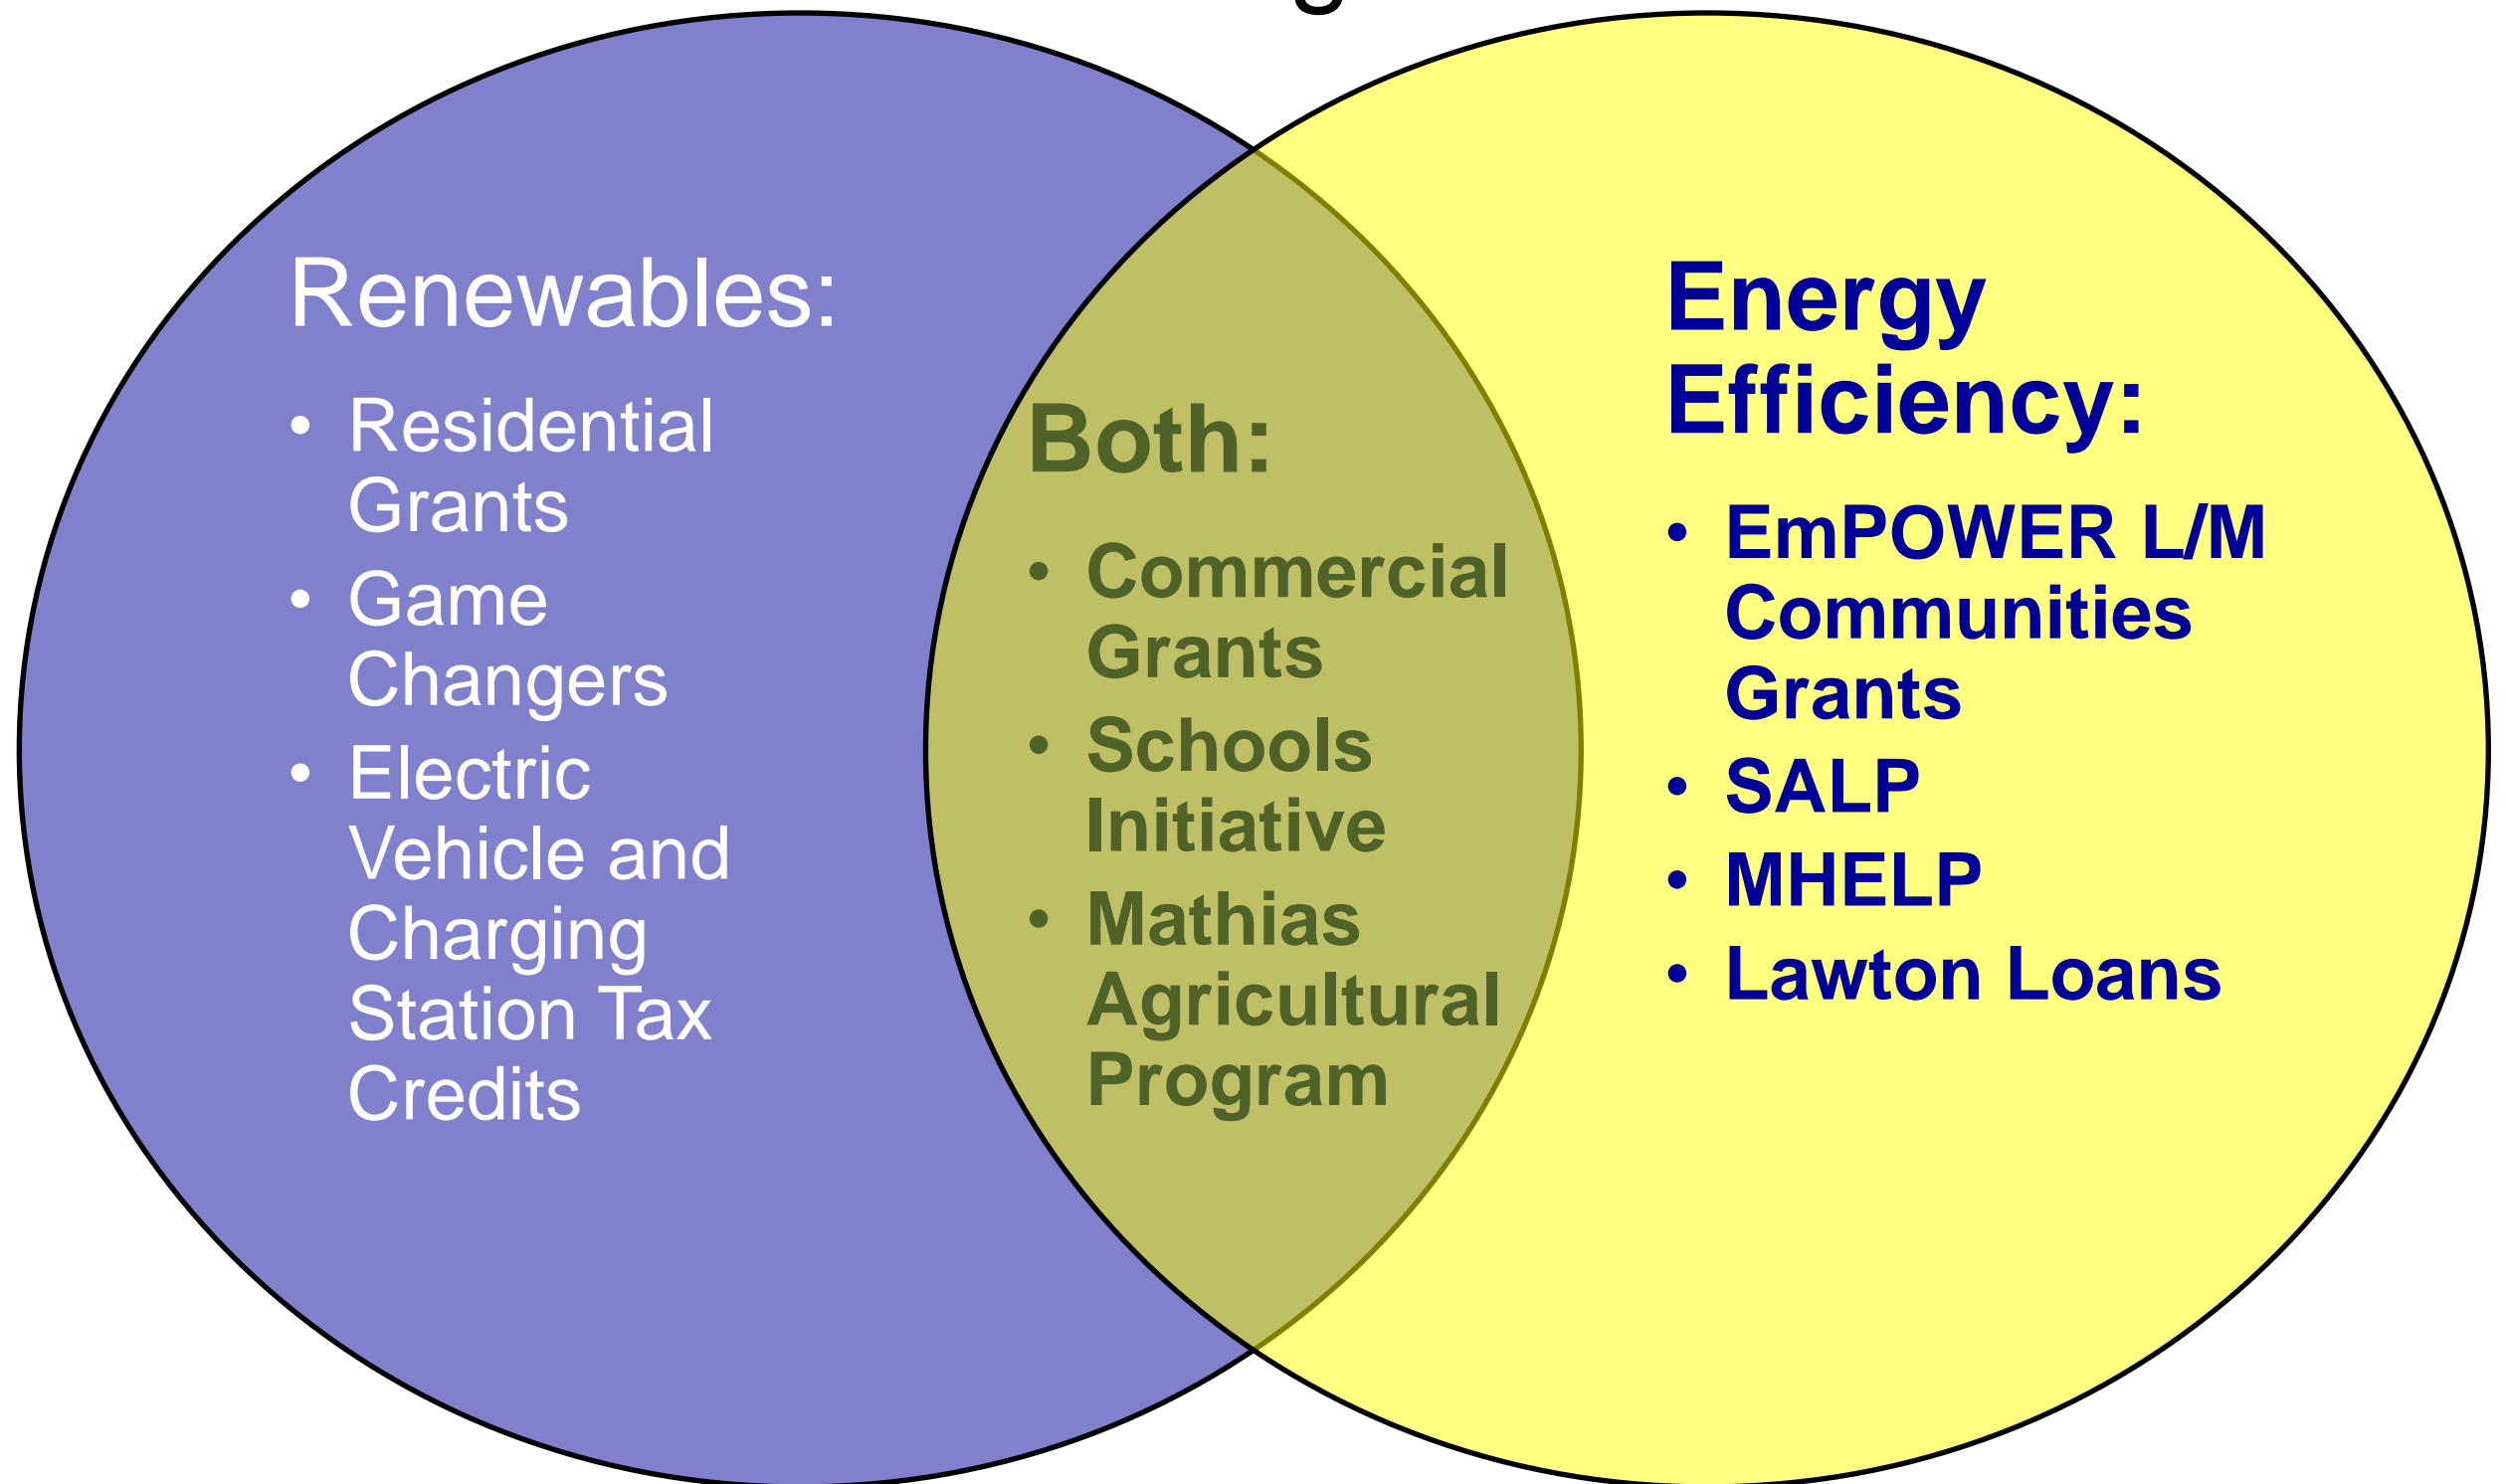 Renewables:
• Residential
Grants
• Game
Changers
• Electric
Vehicle and
Charging
Station Tax
Credits
Both:
• Commercial
Grants
• Schools
Initiative
• Mathias
Agricultural
Program
Energy
Efficiency:
• EmPOWER L/M
Communities
Grants
• SALP
• MHELP
• Lawton Loans